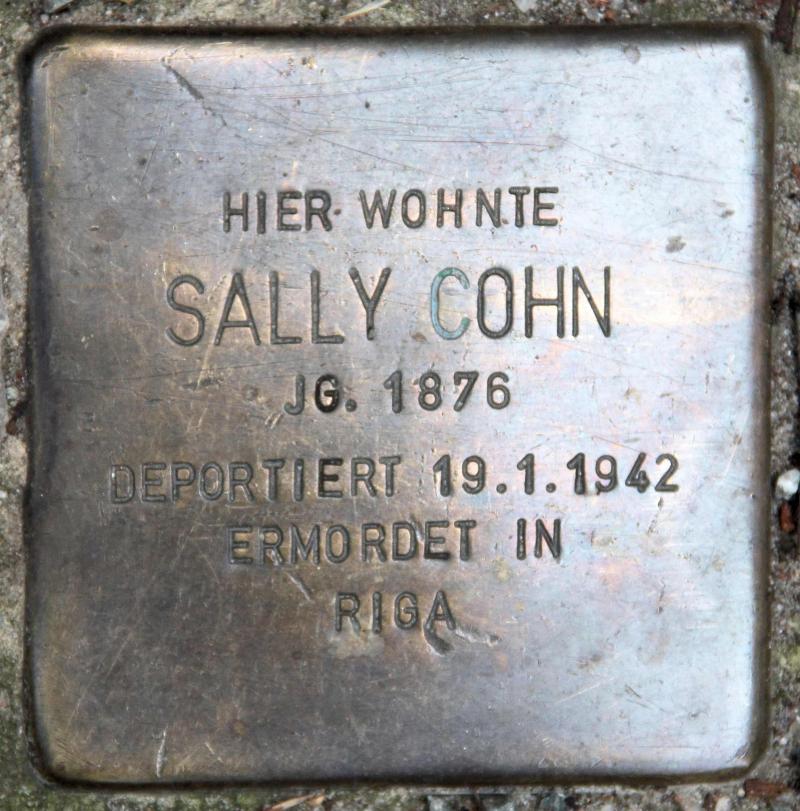 HIER WOHNTE
SALLY COHN
JG. 1876
DEPORTIERT 19.1.1942
ERMORDET IN
RIGA